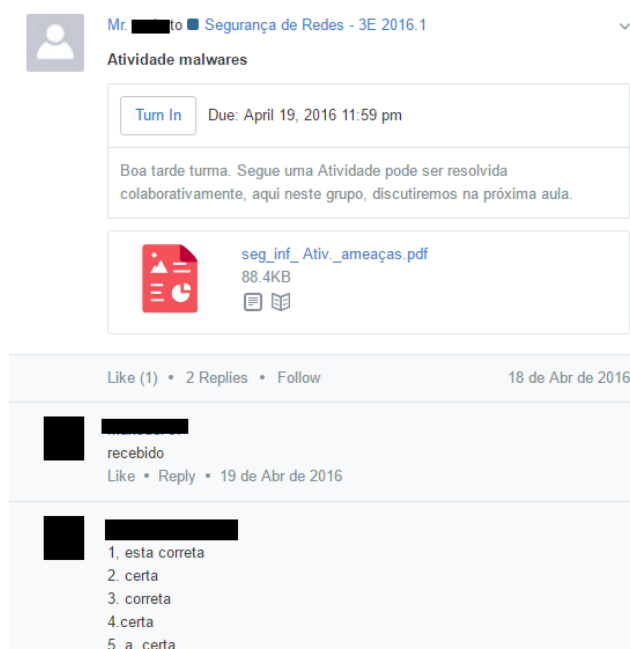 Mr. to Segurança de Redes - 3E 2016.1
Atividade malwares
Turn In Due: April 19, 2016 11:59 pm
Boa tarde turma. Segue uma Atividade pode ser resolvida
colaborativamente, aqui neste grupo, discutiremos na próxima aula.
seg_inf_ Ativ._ameaças.pdf
88.4KB
Like (1) • 2 Replies • Follow 18 de Abr de 2016
recebido
Like • Reply • 19 de Abr de 2016
1, esta correta
2. certa
3. correta
4.certa
5. a. certa